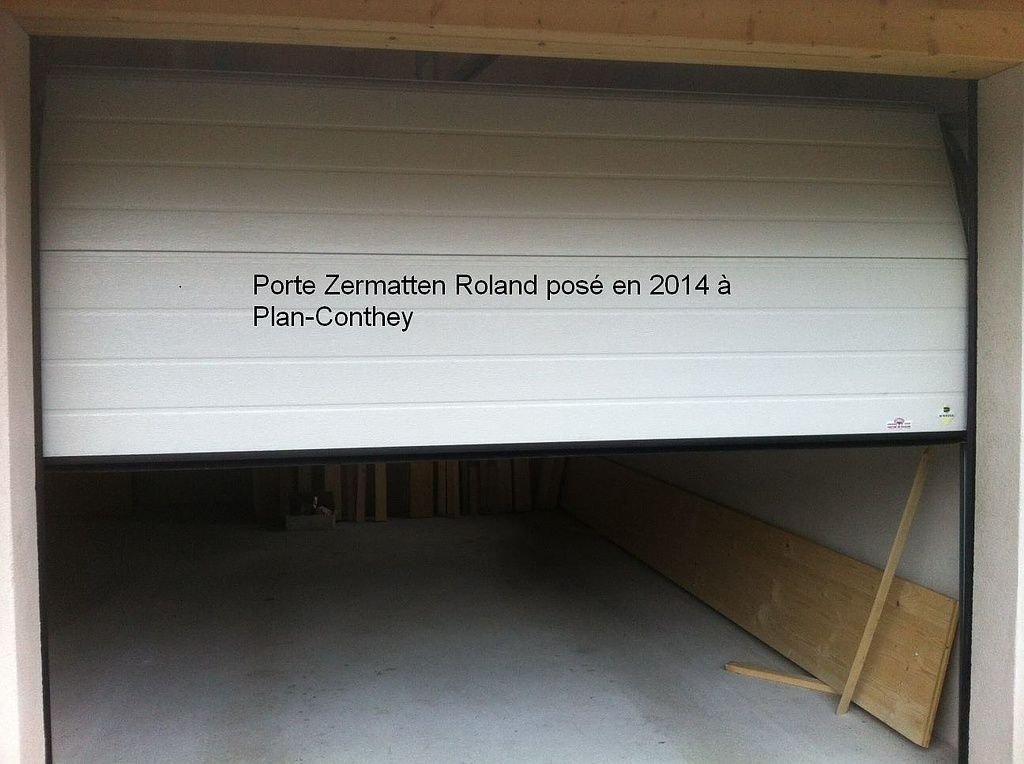 Porte Zermatten Roland posé en 2014 à
Plan-Conthey